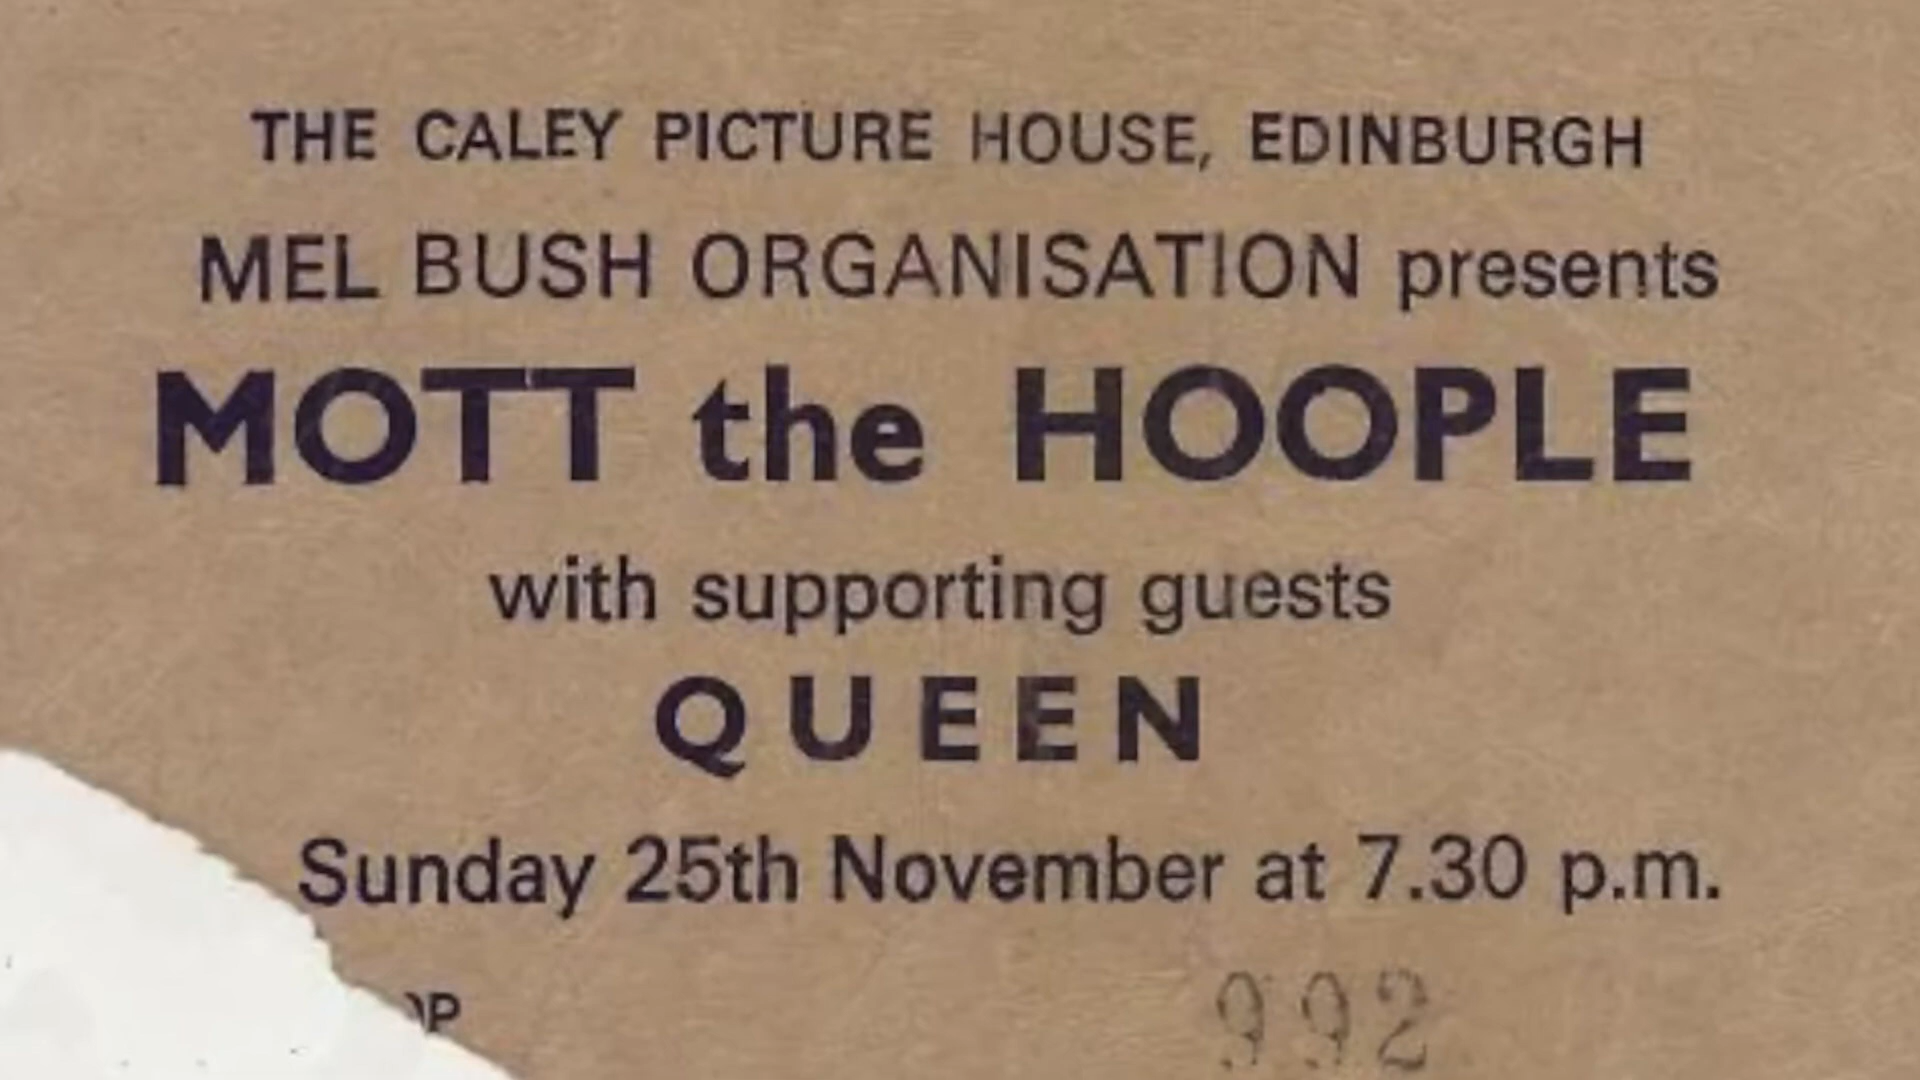 THE CALEY PICTURE HOUSE, EDINBURGH
MEL BUSH ORGANISATION presents
MOTT the HOOPLE
with supporting guests
QUEEN
Sunday 25th November at 7.30 p.m.
992